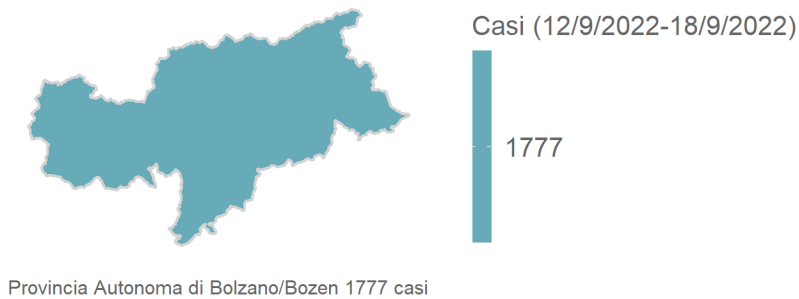 Casi (12/9/2022-18/9/2022)
1777
Provincia Autonoma di Bolzano/Bozen 1777 casi